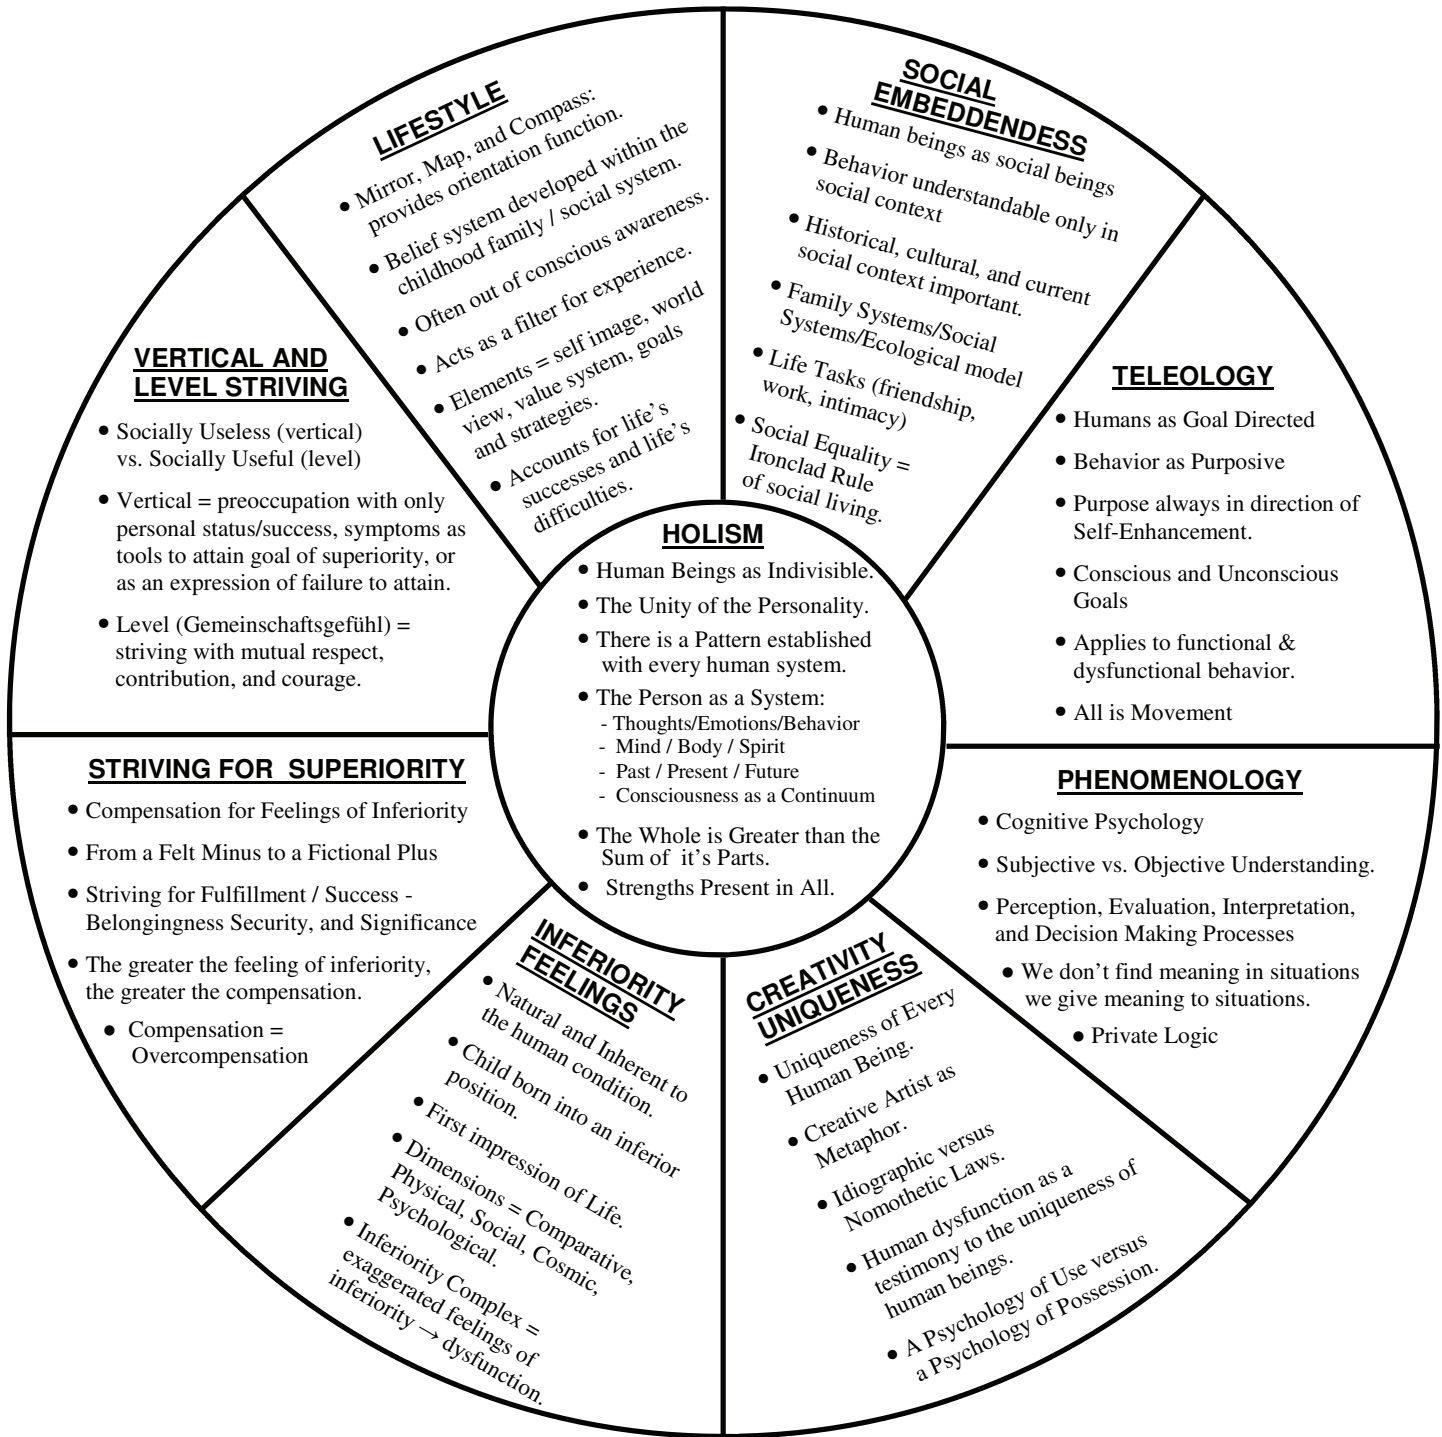 LIFESTYLE
• Mirror, Map, and Compass:
provides orientation function.
• Belief system developed within the
childhood family / social system.
• Often out of conscious awareness.
• Acts as a filter for experience.
• Elements = self image, world
view, value system, goals
and strategies.
• Accounts for life's
successes and life's
difficulties.
SOCIAL
EMBEDDENDESS
• Human beings as social beings
• Behavior understandable only in
social context
• Historical, cultural, and current
social context important.
• Family Systems/Social
Systems/Ecological model
• Life Tasks (friendship,
work, intimacy)
• Social Equality =
Ironclad Rule
of social living.
TELEOLOGY
• Humans as Goal Directed
• Behavior as Purposive
• Purpose always in direction of
Self-Enhancement.
• Conscious and Unconscious
Goals
• Applies to functional &
dysfunctional behavior.
• All is Movement
PHENOMENOLOGY
• Cognitive Psychology
• Subjective vs. Objective Understanding.
• Perception, Evaluation, Interpretation,
and Decision Making Processes
• We don't find meaning in situations
we give meaning to situations.
• Private Logic
CREATIVITY
UNIQUENESS
• Uniqueness of Every
Human Being.
• Creative Artist as
Metaphor.
• Idiographic versus
Nomothetic Laws.
• Human dysfunction as a
testimony to the uniqueness of
human beings.
• A Psychology of Use versus
a Psychology of Possession.
INFERIORITY
FEELINGS
• Natural and Inherent to
the human condition.
• Child born into an inferior
position.
• First impression of Life.
• Dimensions = Comparative,
Physical, Social, Cosmic,
Psychological.
• Inferiority Complex =
exaggerated feelings of
inferiority → dysfunction.
STRIVING FOR SUPERIORITY
• Compensation for Feelings of Inferiority
• From a Felt Minus to a Fictional Plus
• Striving for Fulfillment / Success -
Belongingness Security, and Significance
• The greater the feeling of inferiority,
the greater the compensation.
• Compensation =
Overcompensation
VERTICAL AND
LEVEL STRIVING
• Socially Useless (vertical)
vs. Socially Useful (level)
• Vertical = preoccupation with only
personal status/success, symptoms as
tools to attain goal of superiority, or
as an expression of failure to attain.
• Level (Gemeinschaftsgefühl) =
striving with mutual respect,
contribution, and courage.
HOLISM
• Human Beings as Indivisible.
• The Unity of the Personality.
• There is a Pattern established
with every human system.
• The Person as a System:
- Thoughts/Emotions/Behavior
- Mind / Body / Spirit
- Past / Present / Future
- Consciousness as a Continuum
• The Whole is Greater than the
Sum of it's Parts.
• Strengths Present in All.